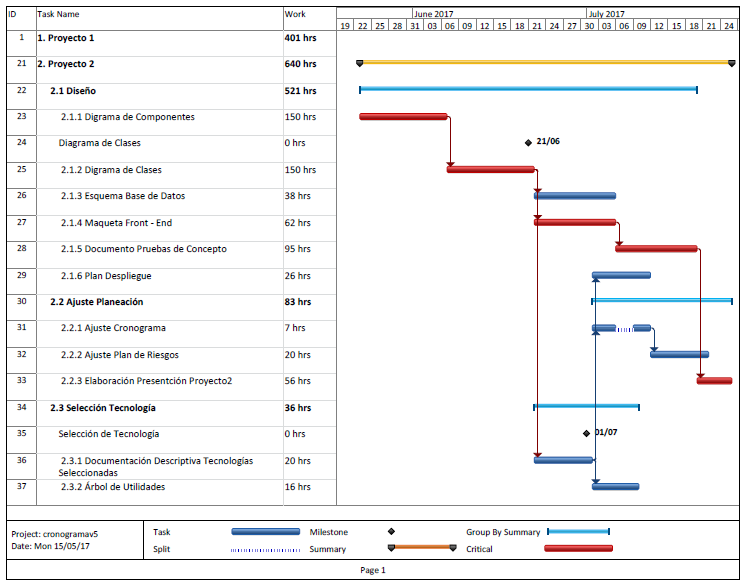 ID Task Name Work June 2017 July 2017
19 22 25 28 31 03 06 09 12 15 18 21 24 27 30 03 06 09 12 15 18 21 24
1 1. Proyecto 1 401 hrs
21 2. Proyecto 2 640 hrs
22 2.1 Diseño 521 hrs
23 2.1.1 Digrama de Componentes 150 hrs
24 Diagrama de Clases 0 hrs 21/06
25 2.1.2 Digrama de Clases 150 hrs
26 2.1.3 Esquema Base de Datos 38 hrs
27 2.1.4 Maqueta Front - End 62 hrs
28 2.1.5 Documento Pruebas de Concepto 95 hrs
29 2.1.6 Plan Despliegue 26 hrs
30 2.2 Ajuste Planeación 83 hrs
31 2.2.1 Ajuste Cronograma 7 hrs
32 2.2.2 Ajuste Plan de Riesgos 20 hrs
33 2.2.3 Elaboración Presentción Proyecto2 56 hrs
34 2.3 Selección Tecnología 36 hrs
35 Selección de Tecnología 0 hrs 01/07
36 2.3.1 Documentación Descriptiva Tecnologías 20 hrs
Seleccionadas
37 2.3.2 Árbol de Utilidades 16 hrs
Project: cronogramav5
Date: Mon 15/05/17
Task Milestone Group By Summary
Split Summary Critical
Page 1